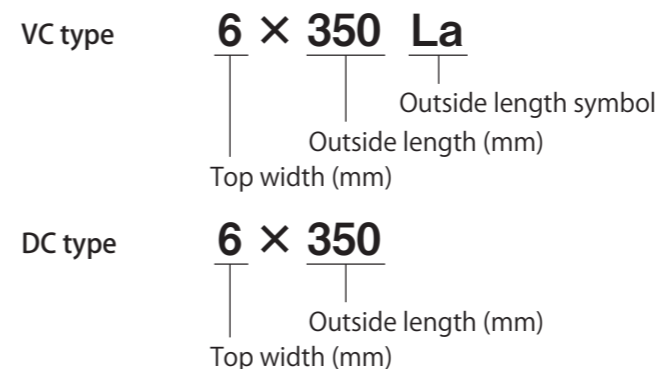 VC type 6 × 350 La
Outside length symbol
Outside length (mm)
Top width (mm)
DC type 6 × 350
Outside length (mm)
Top width (mm)